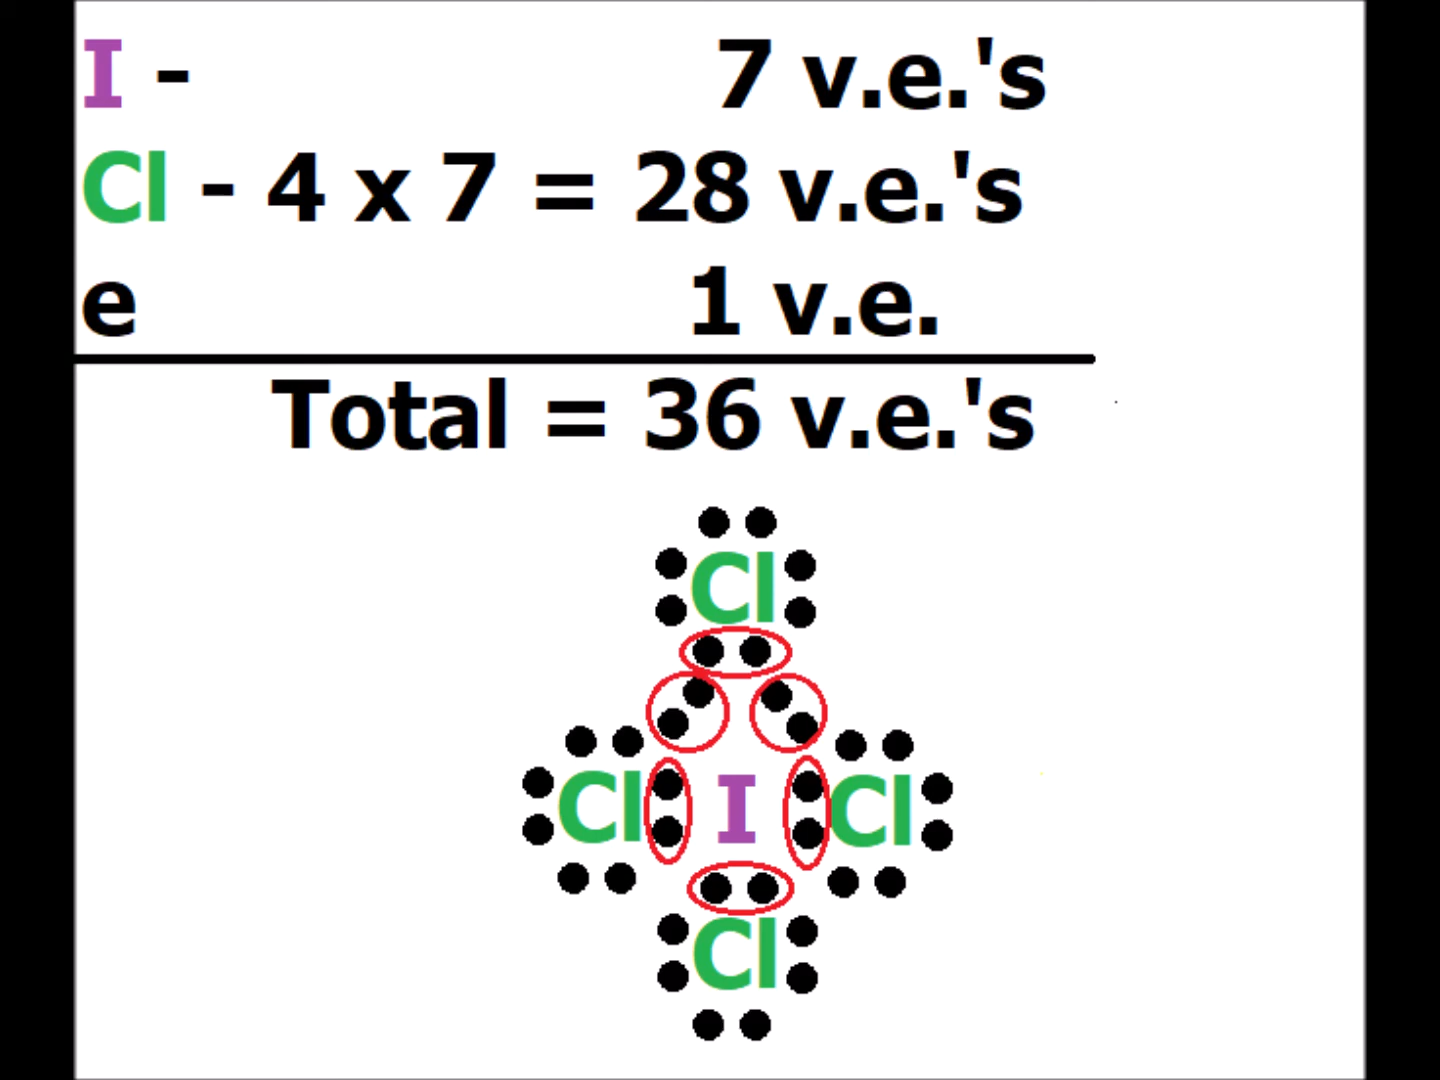 I - 7 v.e.'s
Cl - 4 x 7 = 28 v.e.'s
e 1 v.e.
Total = 36 v.e.'s
Cl
Cl I Cl
Cl